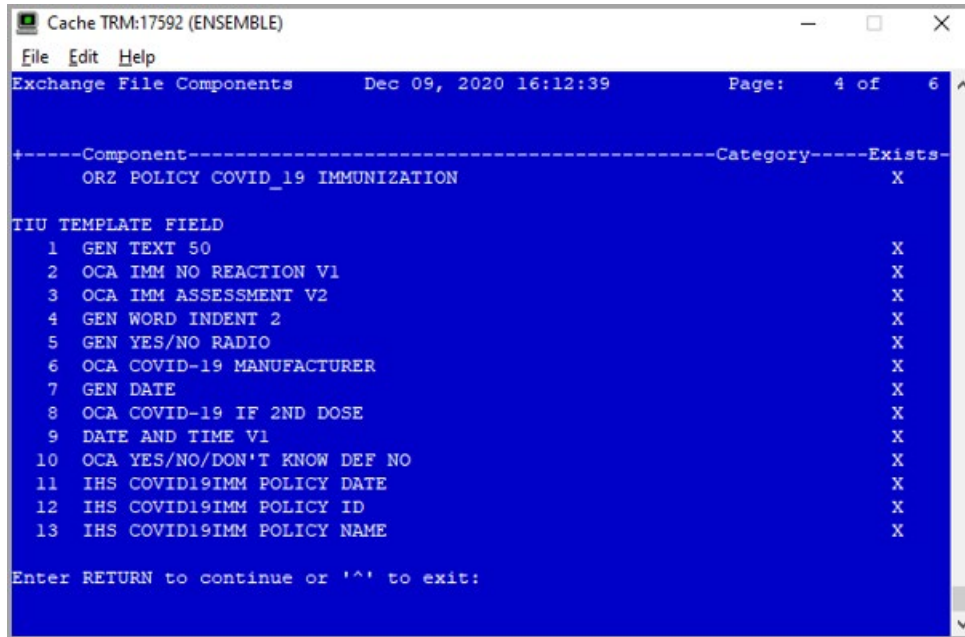 Cache TRM:17592 (ENSEMBLE)
File Edit Help
Exchange File Components Dec 09, 2020 16:12:39 Page: 4 of 6
+-----Component---------------------------------------------Category-----Exists-
ORZ POLICY COVID_19 IMMUNIZATION X
TIU TEMPLATE FIELD
1 GEN TEXT 50 X
2 OCA IMM NO REACTION V1 X
3 OCA IMM ASSESSMENT V2 X
4 GEN WORD INDENT 2 X
5 GEN YES/NO RADIO X
6 OCA COVID-19 MANUFACTURER X
7 GEN DATE X
8 OCA COVID-19 IF 2ND DOSE X
9 DATE AND TIME V1 X
10 OCA YES/NO/DON'T KNOW DEF NO X
11 IHS COVID19IMM POLICY DATE X
12 IHS COVID19IMM POLICY ID X
13 IHS COVID19IMM POLICY NAME X
Enter RETURN to continue or '^' to exit: